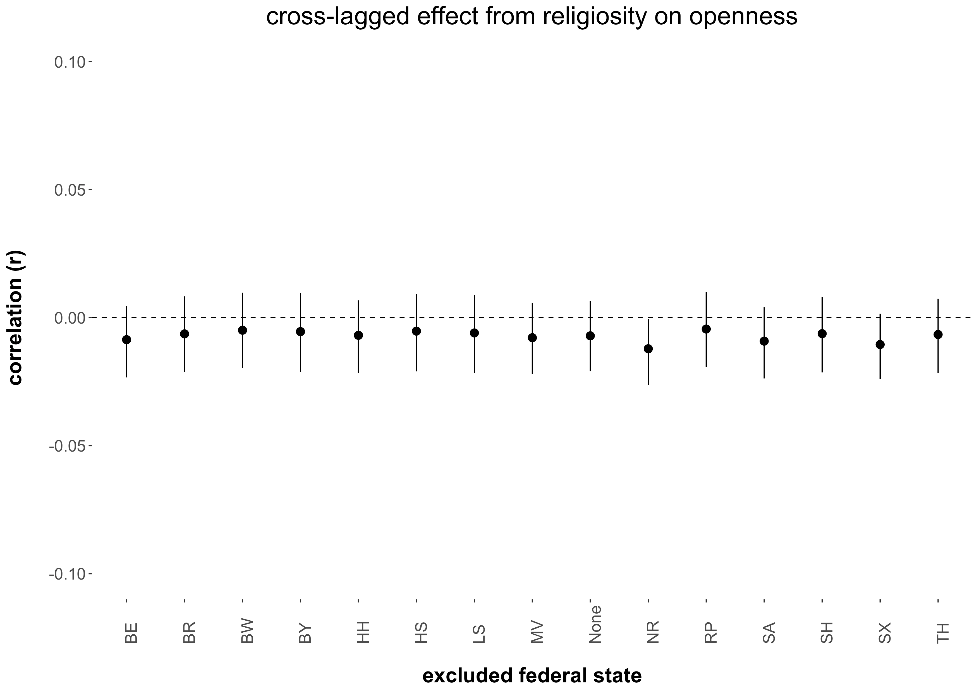 cross-lagged effect from religiosity on openness
0.10
0.05
0.00
-0.05
-0.10
correlation (r)
BE
BR
BW
BY
HH
HS
LS
MV
None
NR
RP
SA
SH
SX
TH
excluded federal state